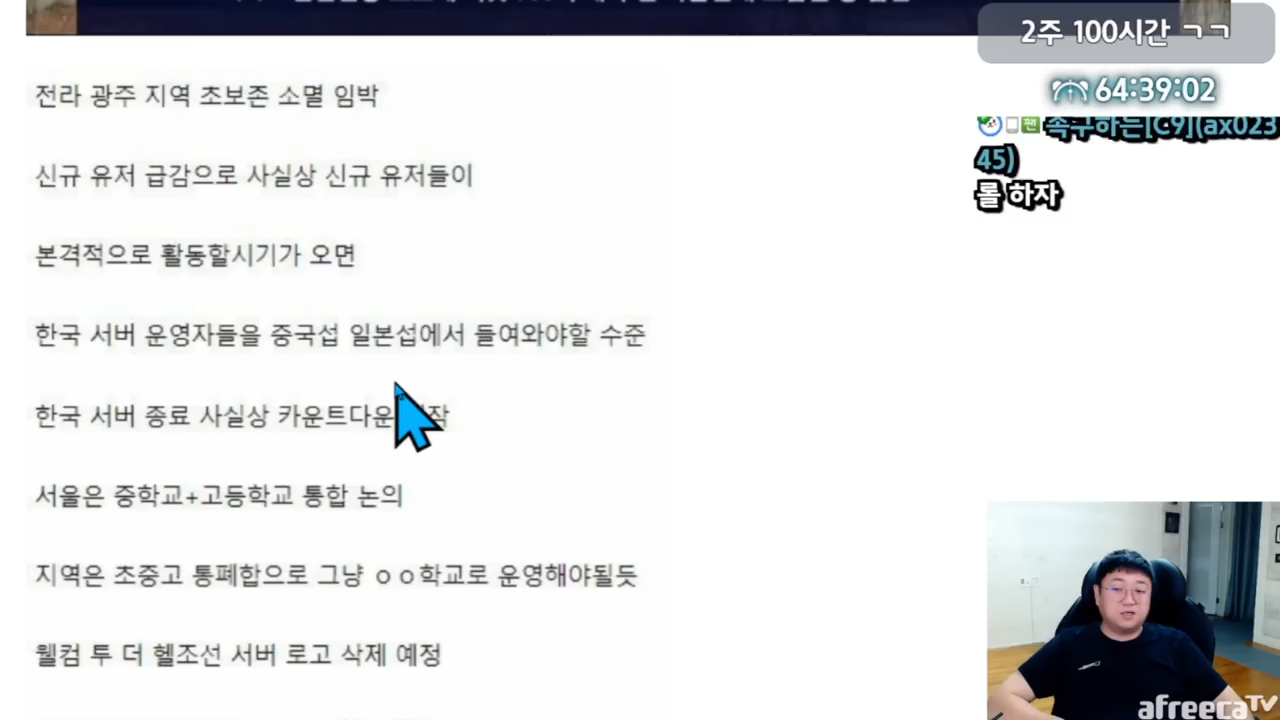 전라 광주 지역 초보존 소멸 임박
신규 유저 급감으로 사실상 신규 유저들이
본격적으로 활동할시기가 오면
한국 서버 운영자들을 중국섭 일본섭에서 들여와야할 수준
한국 서버 종료 사실상 카운트다운
서울은 중학교+고등학교 통합 논의
지역은 초중고 통폐합으로 그냥 ㅇㅇ학교로 운영해야될듯
웰컴 투 더 헬조선 서버 로고 삭제 예정
2주 100시간 ㄱㄱ
64:39:02
팬 족구하는[C9](ax023
45)
롤 하자
afreecaTV